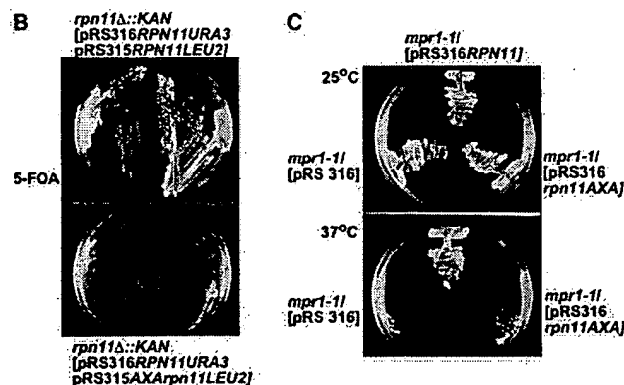 B
rpn11Δ::KAN
[pRS316RPN11URA3
pRS315RPN11LEU2]
5-FOA
rpn11Δ::KAN
[pRS316RPN11URA3
pRS315AXArpn11LEU2]
C
mpr1-1/
[pRS316RPN11]
25°C
mpr1-1/
[pRS 316]
mpr1-1/
[pRS316
rpn11AXA]
37°C
mpr1-1/
[pRS 316]
mpr1-1/
[pRS316
rpn11AXA]